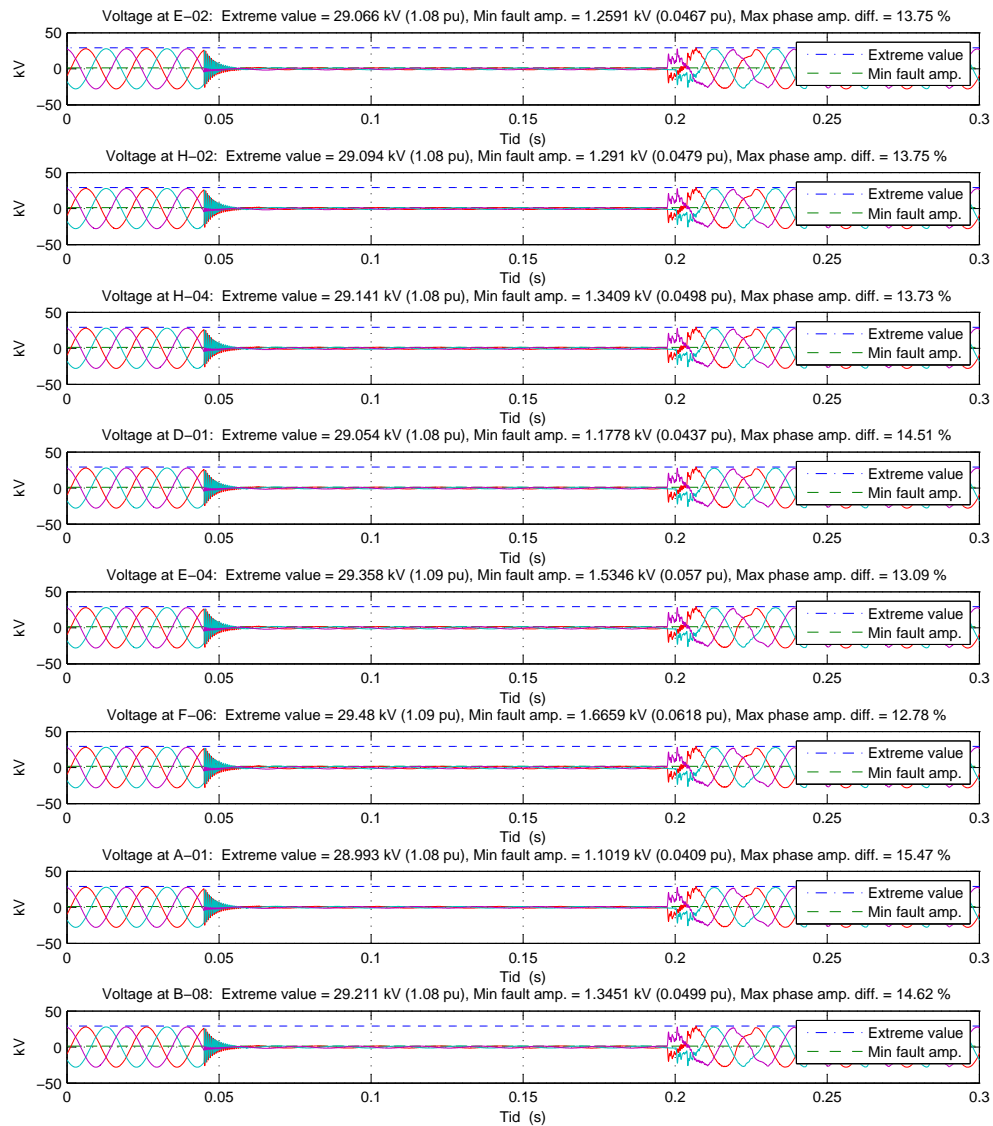 Voltage at E−02: Extreme value = 29.066 kV (1.08 pu), Min fault amp. = 1.2591 kV (0.0467 pu), Max phase amp. diff. = 13.75 %
50
0
−50
kV
Extreme value
Min fault amp.
0 0.05 0.1 0.15 0.2 0.25 0.3
Tid (s)
Voltage at H−02: Extreme value = 29.094 kV (1.08 pu), Min fault amp. = 1.291 kV (0.0479 pu), Max phase amp. diff. = 13.75 %
50
0
−50
kV
Extreme value
Min fault amp.
0 0.05 0.1 0.15 0.2 0.25 0.3
Tid (s)
Voltage at H−04: Extreme value = 29.141 kV (1.08 pu), Min fault amp. = 1.3409 kV (0.0498 pu), Max phase amp. diff. = 13.73 %
50
0
−50
kV
Extreme value
Min fault amp.
0 0.05 0.1 0.15 0.2 0.25 0.3
Tid (s)
Voltage at D−01: Extreme value = 29.054 kV (1.08 pu), Min fault amp. = 1.1778 kV (0.0437 pu), Max phase amp. diff. = 14.51 %
50
0
−50
kV
Extreme value
Min fault amp.
0 0.05 0.1 0.15 0.2 0.25 0.3
Tid (s)
Voltage at E−04: Extreme value = 29.358 kV (1.09 pu), Min fault amp. = 1.5346 kV (0.057 pu), Max phase amp. diff. = 13.09 %
50
0
−50
kV
Extreme value
Min fault amp.
0 0.05 0.1 0.15 0.2 0.25 0.3
Tid (s)
Voltage at F−06: Extreme value = 29.48 kV (1.09 pu), Min fault amp. = 1.6659 kV (0.0618 pu), Max phase amp. diff. = 12.78 %
50
0
−50
kV
Extreme value
Min fault amp.
0 0.05 0.1 0.15 0.2 0.25 0.3
Tid (s)
Voltage at A−01: Extreme value = 28.993 kV (1.08 pu), Min fault amp. = 1.1019 kV (0.0409 pu), Max phase amp. diff. = 15.47 %
50
0
−50
kV
Extreme value
Min fault amp.
0 0.05 0.1 0.15 0.2 0.25 0.3
Tid (s)
Voltage at B−08: Extreme value = 29.211 kV (1.08 pu), Min fault amp. = 1.3451 kV (0.0499 pu), Max phase amp. diff. = 14.62 %
50
0
−50
kV
Extreme value
Min fault amp.
0 0.05 0.1 0.15 0.2 0.25 0.3
Tid (s)